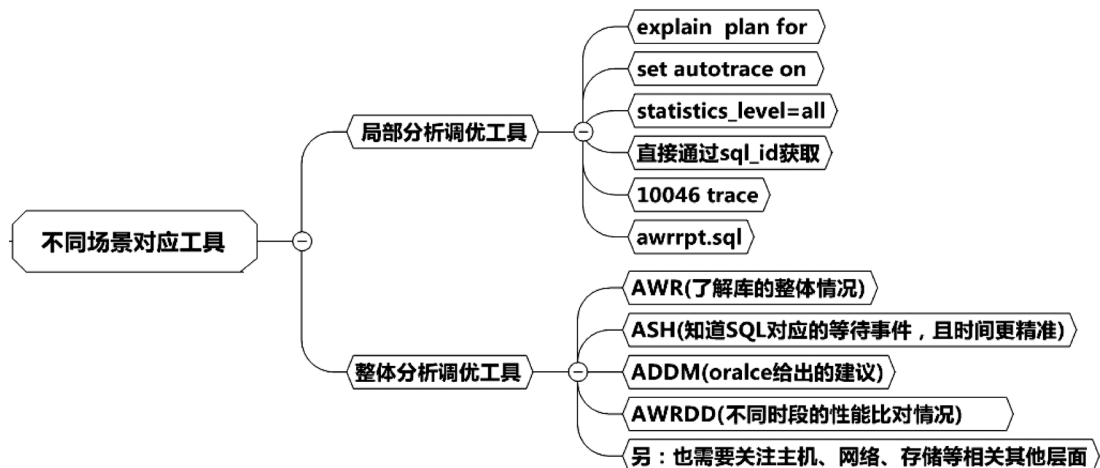 不同场景对应工具
局部分析调优工具
explain plan for
set autotrace on
statistics_level=all
直接通过sql_id获取
10046 trace
awrrpt.sql
整体分析调优工具
AWR(了解库的整体情况)
ASH(知道SQL对应的等待事件，且时间更精准)
ADDM(oralce给出的建议)
AWRDD(不同时段的性能比对情况)
另：也需要关注主机、网络、存储等相关其他层面